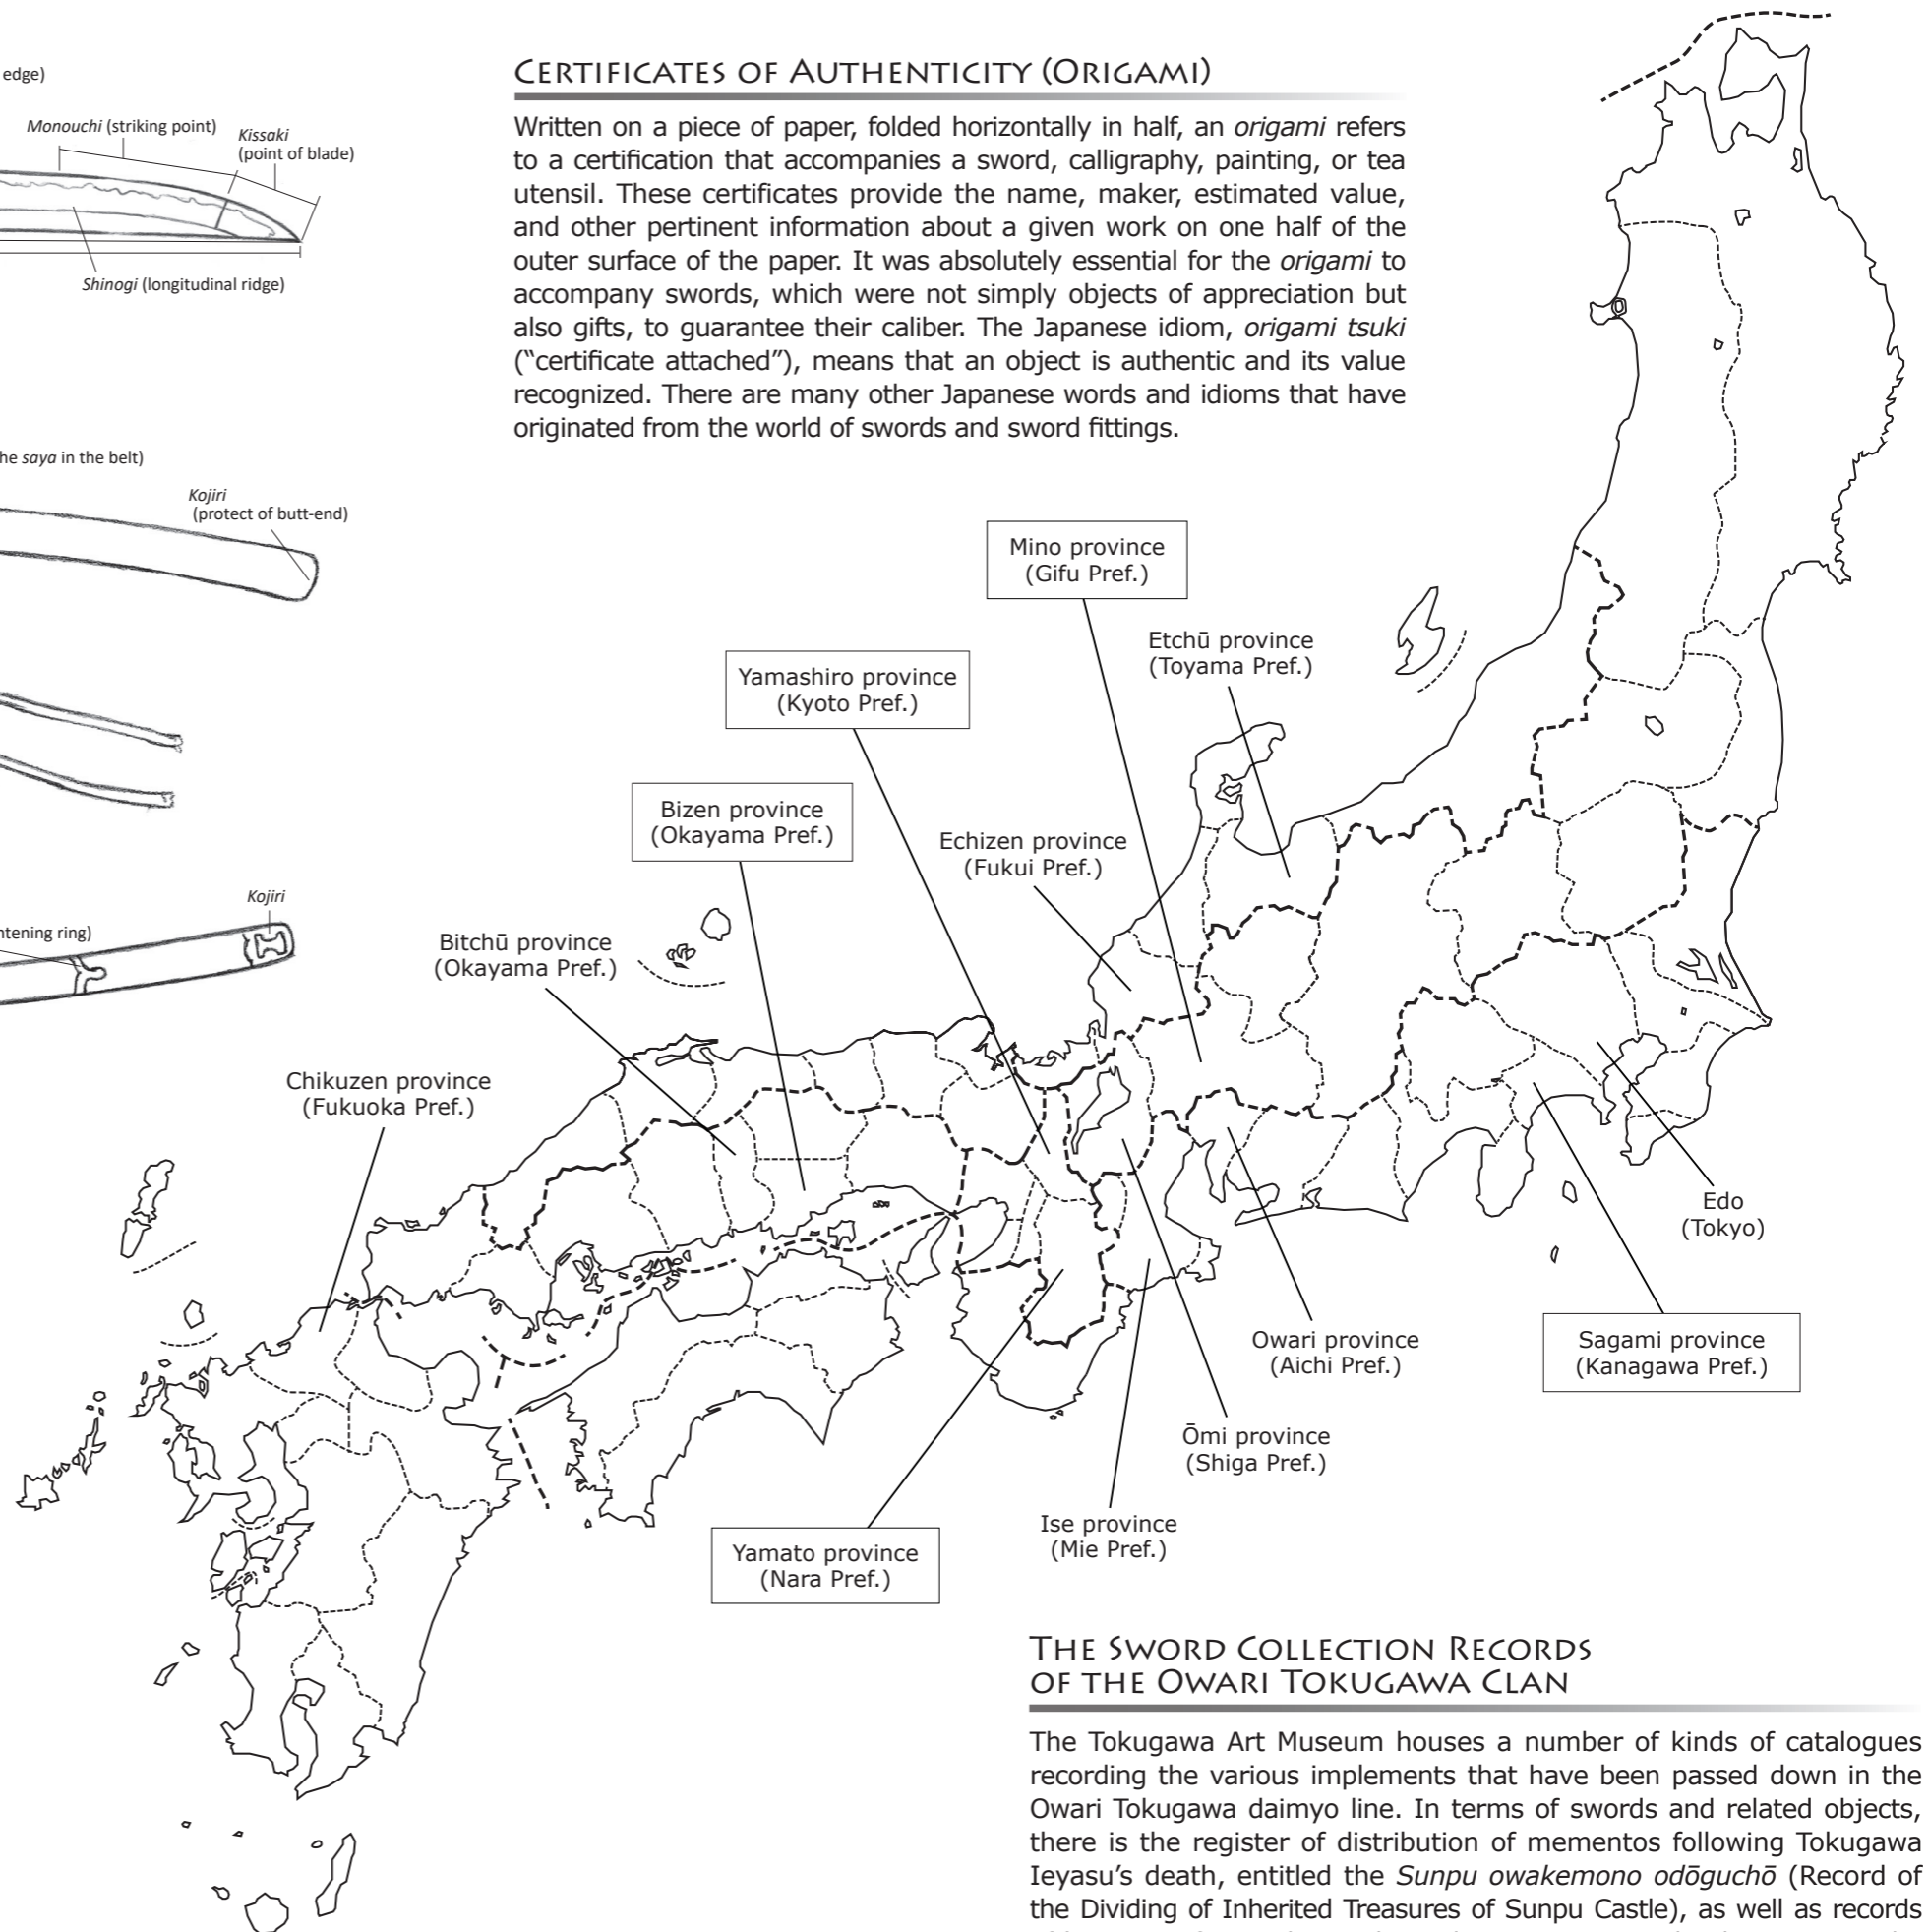 edge)
Monouchi (striking point)
Kissaki
(point of blade)
Shinogi (longitudinal ridge)
he saya in the belt)
Kojiri
(protect of butt-end)
Kojiri
ntening ring)
CERTIFICATES OF AUTHENTICITY (ORIGAMI)
Written on a piece of paper, folded horizontally in half, an origami refers
to a certification that accompanies a sword, calligraphy, painting, or tea
utensil. These certificates provide the name, maker, estimated value,
and other pertinent information about a given work on one half of the
outer surface of the paper. It was absolutely essential for the origami to
accompany swords, which were not simply objects of appreciation but
also gifts, to guarantee their caliber. The Japanese idiom, origami tsuki
(“certificate attached”), means that an object is authentic and its value
recognized. There are many other Japanese words and idioms that have
originated from the world of swords and sword fittings.
Mino province
(Gifu Pref.)
Etchū province
(Toyama Pref.)
Yamashiro province
(Kyoto Pref.)
Bizen province
(Okayama Pref.)
Echizen province
(Fukui Pref.)
Bitchū province
(Okayama Pref.)
Chikuzen province
(Fukuoka Pref.)
Edo
(Tokyo)
Owari province
(Aichi Pref.)
Sagami province
(Kanagawa Pref.)
Ōmi province
(Shiga Pref.)
Ise province
(Mie Pref.)
Yamato province
(Nara Pref.)
THE SWORD COLLECTION RECORDS
OF THE OWARI TOKUGAWA CLAN
The Tokugawa Art Museum houses a number of kinds of catalogues
recording the various implements that have been passed down in the
Owari Tokugawa daimyo line. In terms of swords and related objects,
there is the register of distribution of mementos following Tokugawa
Ieyasu’s death, entitled the Sunpu owakemono odōguchō (Record of
the Dividing of Inherited Treasures of Sunpu Castle), as well as records